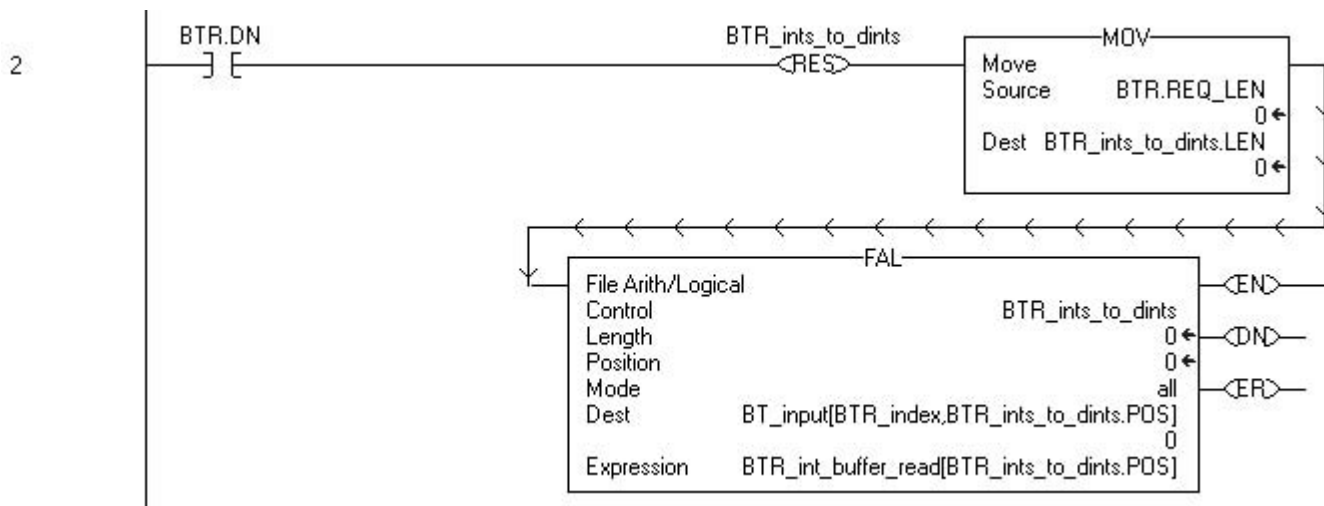 2
BTR.DN
BTR_ints_to_dints
RES
MOV
Move
Source BTR.REQ_LEN
0
Dest BTR_ints_to_dints.LEN
0
FAL
File Arith/Logical
Control BTR_ints_to_dints
Length 0
Position 0
Mode all
Dest BT_input[BTR_index,BTR_ints_to_dints.POS]
0
Expression BTR_int_buffer_read[BTR_ints_to_dints.POS]
EN
DN
ER